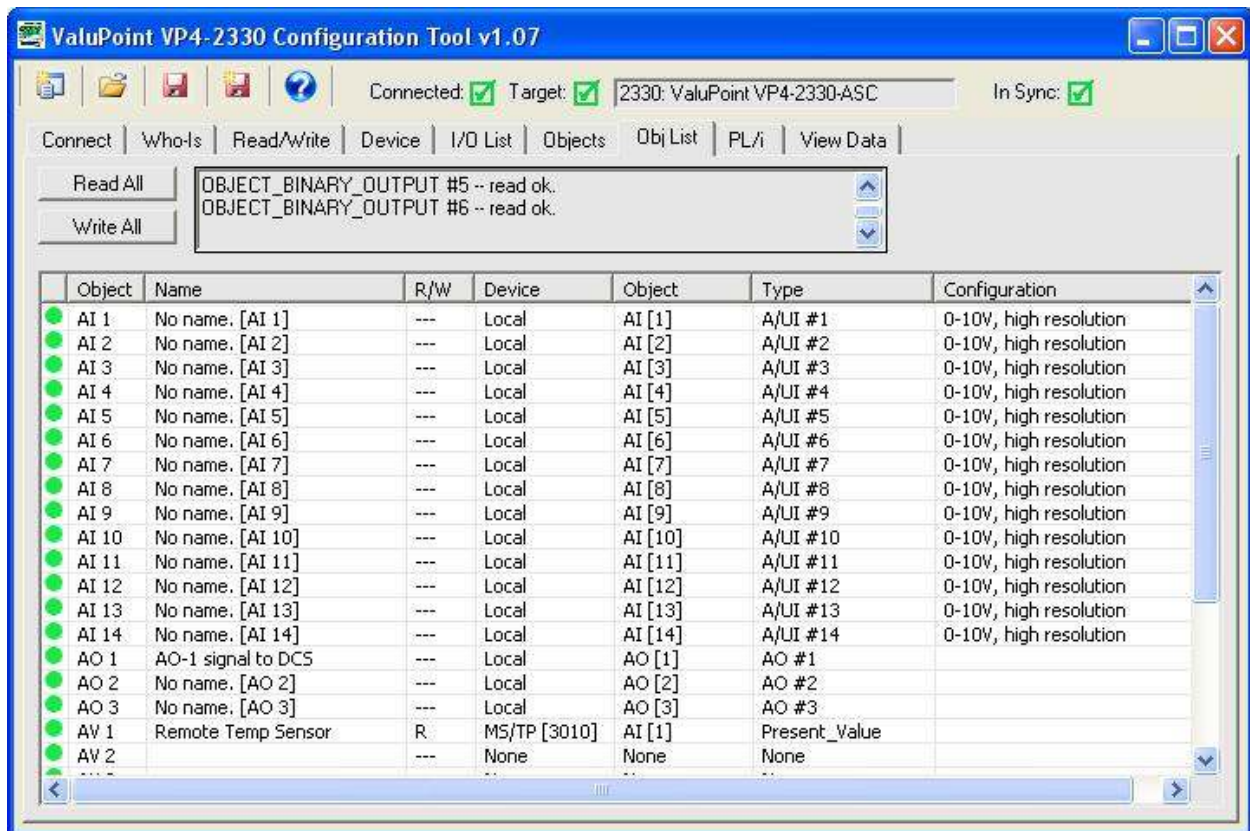 ValuPoint VP4-2330 Configuration Tool v1.07
Connected: Target: 2330: ValuPoint VP4-2330-ASC In Sync:
Connect Who-Is Read/Write Device I/O List Objects Obj List PL/i View Data
Read All
OBJECT_BINARY_OUTPUT #5 -- read ok.
OBJECT_BINARY_OUTPUT #6 -- read ok.
Write All
Object Name R/W Device Object Type Configuration
AI 1 No name. [AI 1] --- Local AI [1] A/UI #1 0-10V, high resolution
AI 2 No name. [AI 2] --- Local AI [2] A/UI #2 0-10V, high resolution
AI 3 No name. [AI 3] --- Local AI [3] A/UI #3 0-10V, high resolution
AI 4 No name. [AI 4] --- Local AI [4] A/UI #4 0-10V, high resolution
AI 5 No name. [AI 5] --- Local AI [5] A/UI #5 0-10V, high resolution
AI 6 No name. [AI 6] --- Local AI [6] A/UI #6 0-10V, high resolution
AI 7 No name. [AI 7] --- Local AI [7] A/UI #7 0-10V, high resolution
AI 8 No name. [AI 8] --- Local AI [8] A/UI #8 0-10V, high resolution
AI 9 No name. [AI 9] --- Local AI [9] A/UI #9 0-10V, high resolution
AI 10 No name. [AI 10] --- Local AI [10] A/UI #10 0-10V, high resolution
AI 11 No name. [AI 11] --- Local AI [11] A/UI #11 0-10V, high resolution
AI 12 No name. [AI 12] --- Local AI [12] A/UI #12 0-10V, high resolution
AI 13 No name. [AI 13] --- Local AI [13] A/UI #13 0-10V, high resolution
AI 14 No name. [AI 14] --- Local AI [14] A/UI #14 0-10V, high resolution
AO 1 AO-1 signal to DCS --- Local AO [1] AO #1
AO 2 No name. [AO 2] --- Local AO [2] AO #2
AO 3 No name. [AO 3] --- Local AO [3] AO #3
AV 1 Remote Temp Sensor R MS/TP [3010] AI [1] Present_Value
AV 2 --- None None None